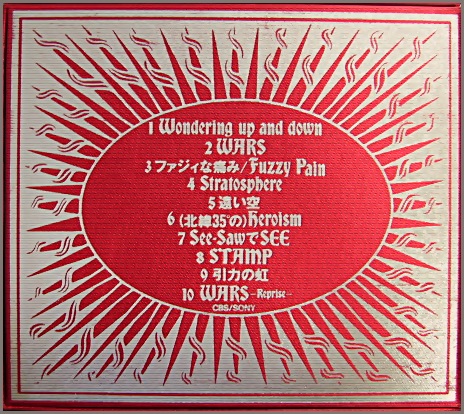 1 Wondering up and down
2 WARS
3 ファジィな痛み/Fuzzy Pain
4 Stratosphere
5 遠い空
6 (北緯35°の)Heroism
7 See-SawでSEE
8 STAMP
9 引力の虹
10 WARS -Reprise-
CBS/SONY